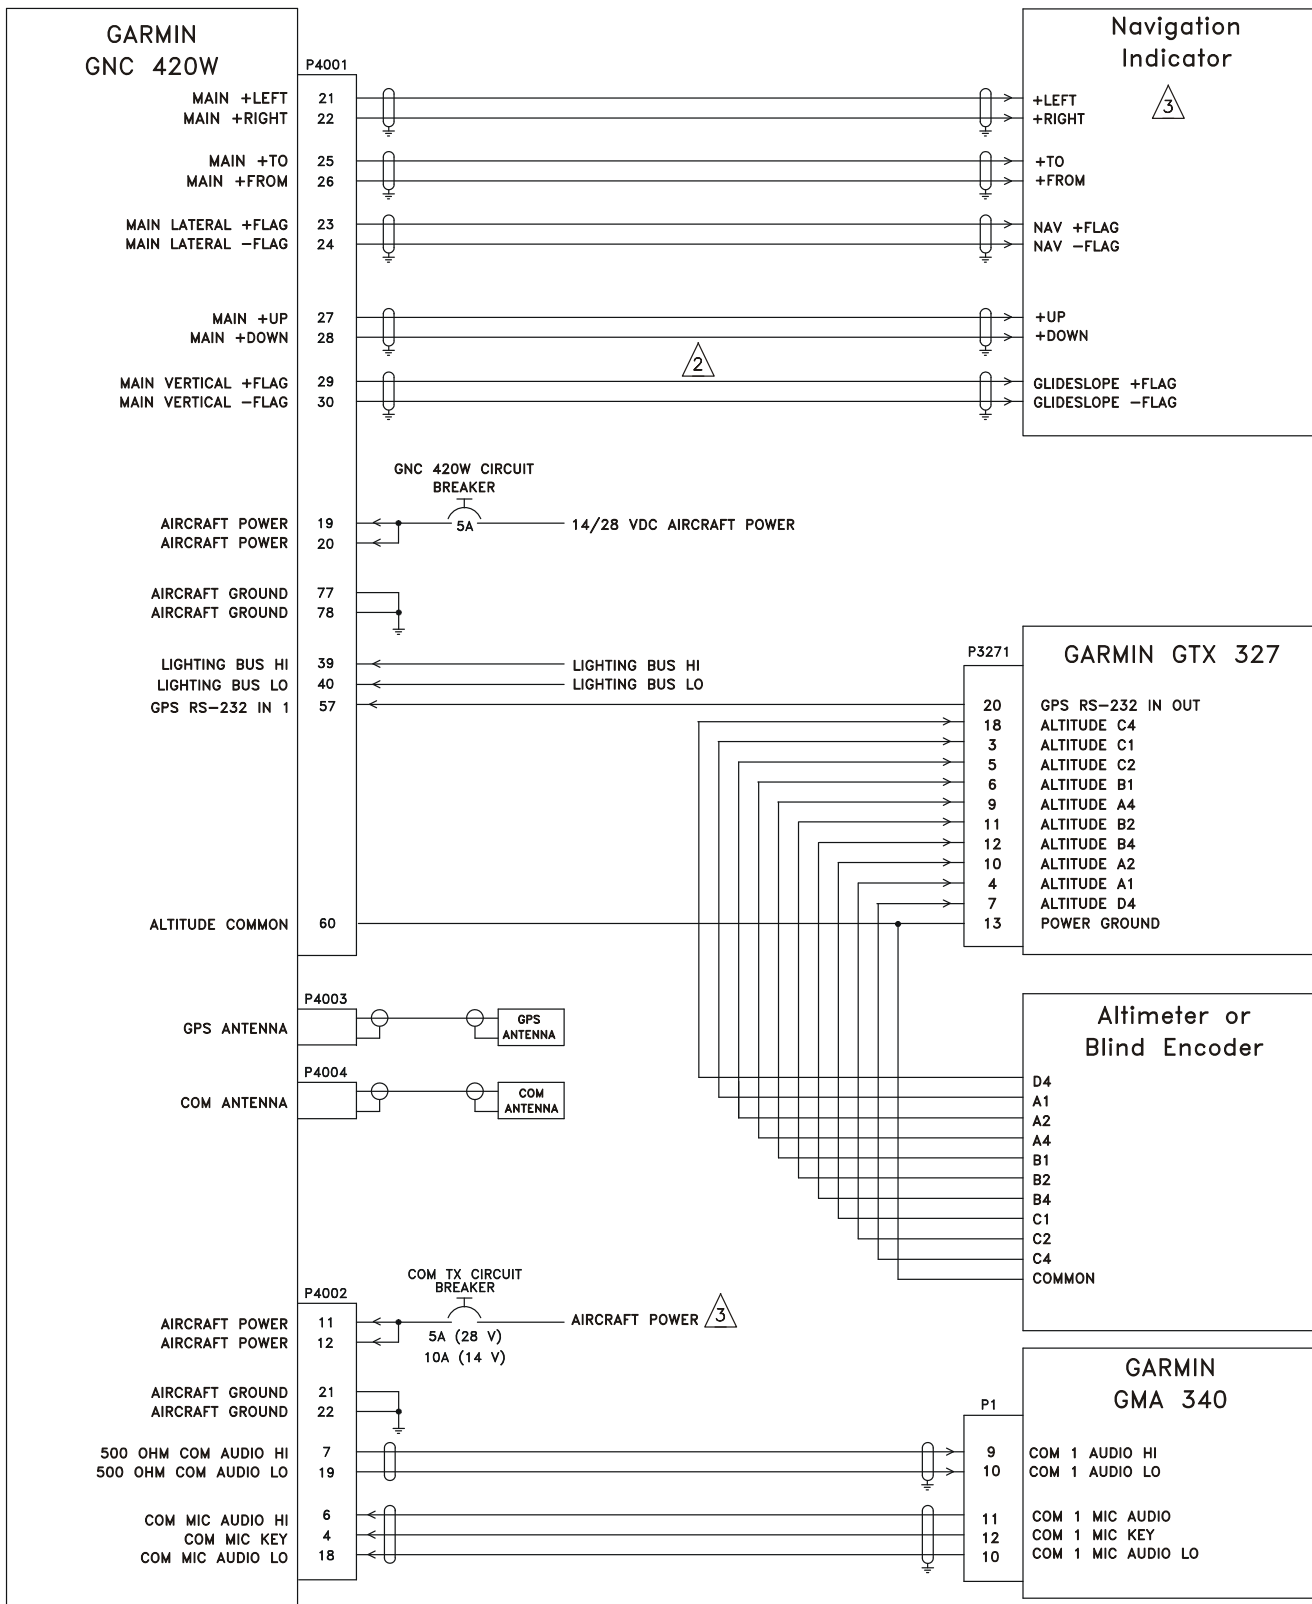 GARMIN
GNC 420W
P4001
MAIN +LEFT 21
MAIN +RIGHT 22
MAIN +TO 25
MAIN +FROM 26
MAIN LATERAL +FLAG 23
MAIN LATERAL -FLAG 24
MAIN +UP 27
MAIN +DOWN 28
MAIN VERTICAL +FLAG 29
MAIN VERTICAL -FLAG 30
2
Navigation
Indicator
3
+LEFT
+RIGHT
+TO
+FROM
NAV +FLAG
NAV -FLAG
+UP
+DOWN
GLIDESLOPE +FLAG
GLIDESLOPE -FLAG
GNC 420W CIRCUIT
BREAKER
AIRCRAFT POWER 19 5A 14/28 VDC AIRCRAFT POWER
AIRCRAFT POWER 20
AIRCRAFT GROUND 77
AIRCRAFT GROUND 78
LIGHTING BUS HI 39 LIGHTING BUS HI
LIGHTING BUS LO 40 LIGHTING BUS LO
GPS RS-232 IN 1 57
ALTITUDE COMMON 60
P3271
GARMIN GTX 327
20 GPS RS-232 IN OUT
18 ALTITUDE C4
3 ALTITUDE C1
5 ALTITUDE C2
6 ALTITUDE B1
9 ALTITUDE A4
11 ALTITUDE B2
12 ALTITUDE B4
10 ALTITUDE A2
4 ALTITUDE A1
7 ALTITUDE D4
13 POWER GROUND
P4003
GPS ANTENNA
GPS
ANTENNA
P4004
COM ANTENNA
COM
ANTENNA
Altimeter or
Blind Encoder
D4
A1
A2
A4
B1
B2
B4
C1
C2
C4
COMMON
P4002
COM TX CIRCUIT
BREAKER
AIRCRAFT POWER 11 AIRCRAFT POWER 3
AIRCRAFT POWER 12
5A (28 V)
10A (14 V)
AIRCRAFT GROUND 21
AIRCRAFT GROUND 22
500 OHM COM AUDIO HI 7
500 OHM COM AUDIO LO 19
COM MIC AUDIO HI 6
COM MIC KEY 4
COM MIC AUDIO LO 18
GARMIN
GMA 340
P1
9 COM 1 AUDIO HI
10 COM 1 AUDIO LO
11 COM 1 MIC AUDIO
12 COM 1 MIC KEY
10 COM 1 MIC AUDIO LO